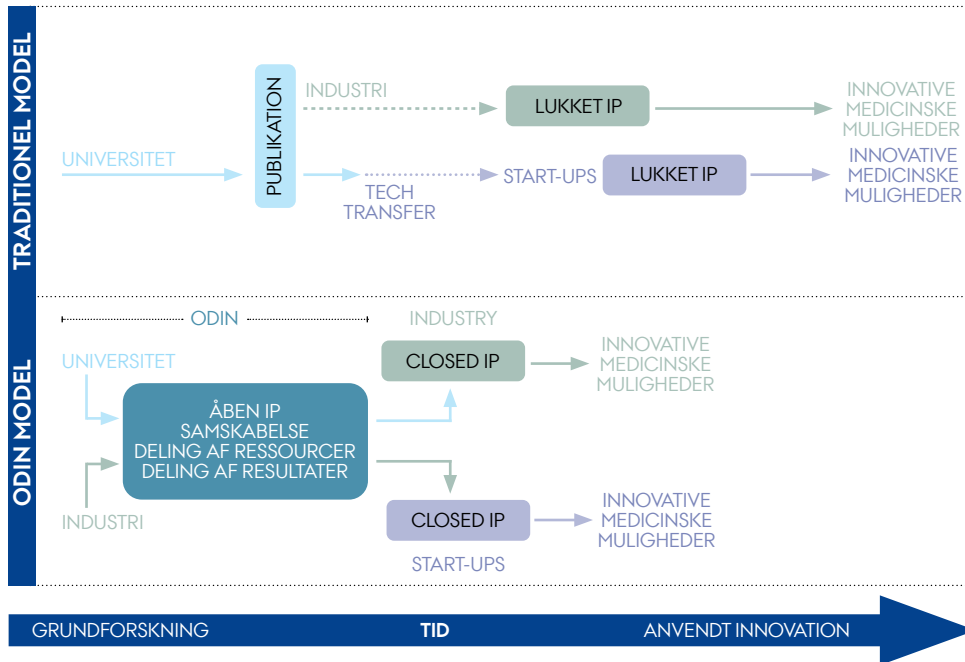 TRADITIONEL MODEL
UNIVERSITET
PUBLIKATION
INDUSTRI
LUKKET IP
INNOVATIVE
MEDICINSKE
MULIGHEDER
TECH
TRANSFER
START-UPS
LUKKET IP
INNOVATIVE
MEDICINSKE
MULIGHEDER
ODIN MODEL
ODIN
INDUSTRY
UNIVERSITET
CLOSED IP
INNOVATIVE
MEDICINSKE
MULIGHEDER
ÅBEN IP
SAMSKABELSE
DELING AF RESSOURCER
DELING AF RESULTATER
INDUSTRI
CLOSED IP
START-UPS
INNOVATIVE
MEDICINSKE
MULIGHEDER
GRUNDFORSKNING TID ANVENDT INNOVATION